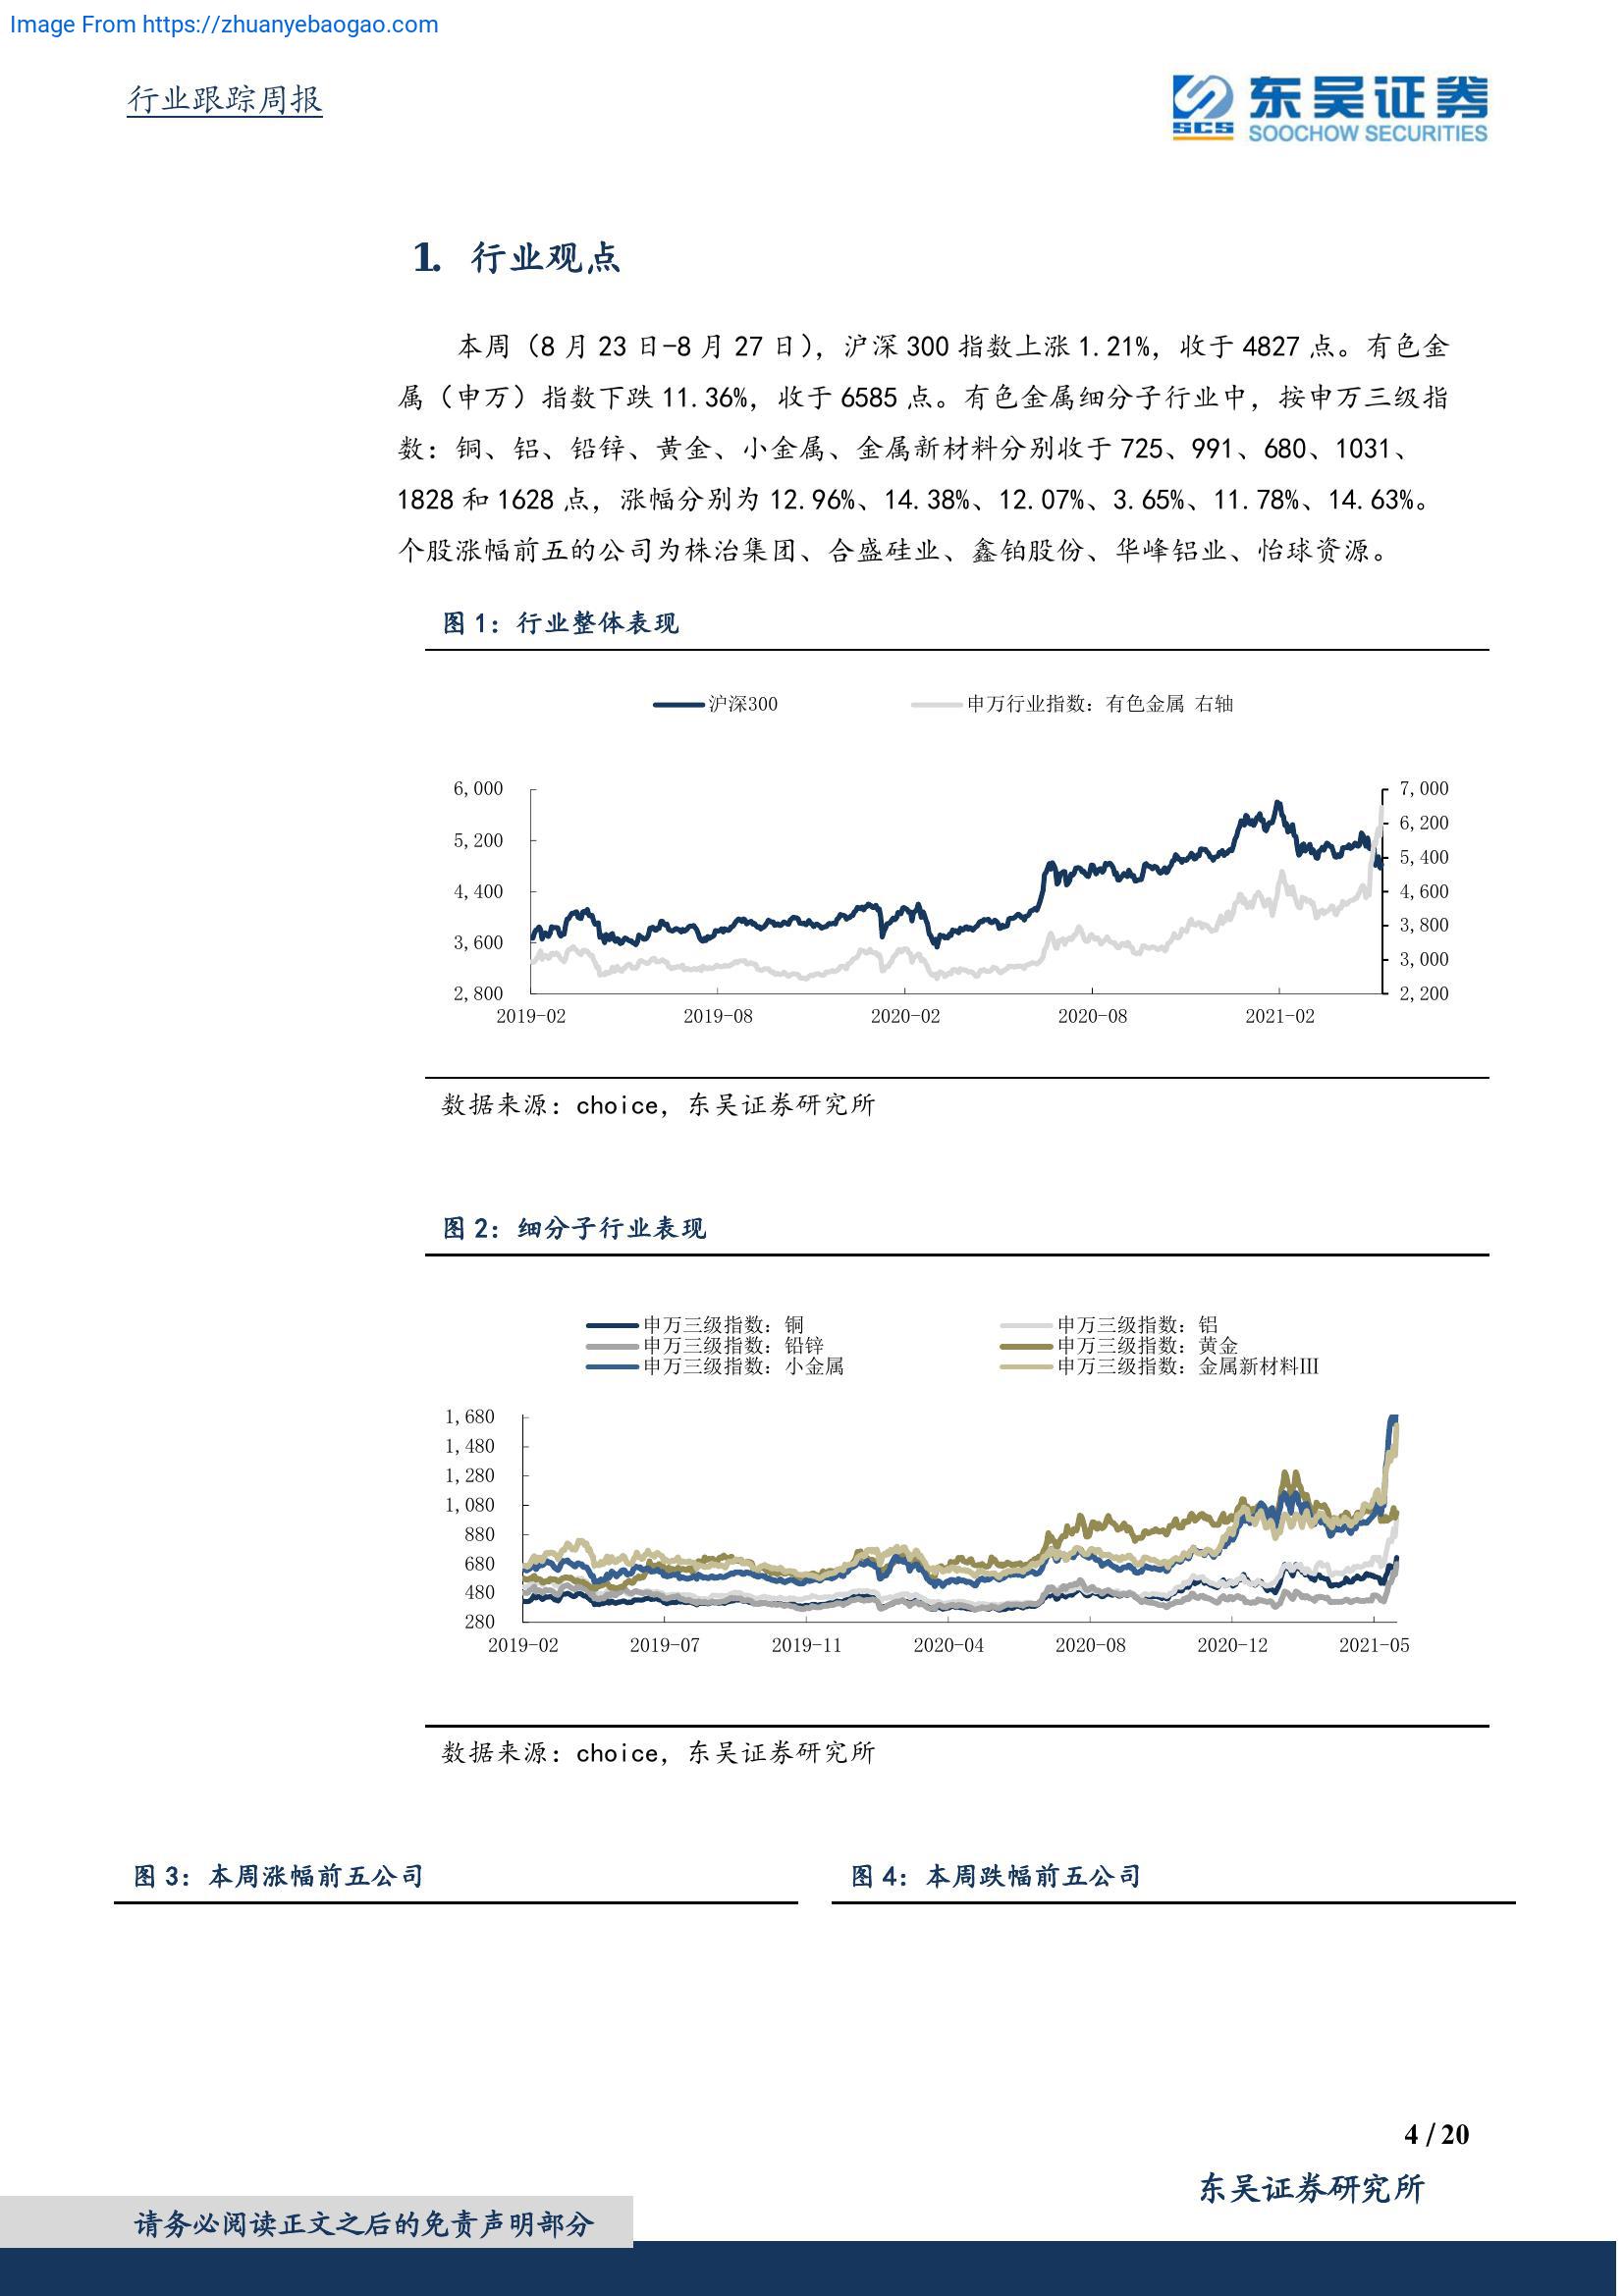 Image From https://zhuanyebaogao.com
行业跟踪周报
SCS 东吴证券
SOOCHOW SECURITIES
1. 行业观点
本周（8 月 23 日-8 月 27 日），沪深 300 指数上涨 1.21%，收于 4827 点。有色金
属（申万）指数下跌 11.36%，收于 6585 点。有色金属细分子行业中，按申万三级指
数：铜、铝、铅锌、黄金、小金属、金属新材料分别收于 725、991、680、1031、
1828 和 1628 点，涨幅分别为 12.96%、14.38%、12.07%、3.65%、11.78%、14.63%。
个股涨幅前五的公司为株冶集团、合盛硅业、鑫铂股份、华峰铝业、怡球资源。
图 1：行业整体表现
沪深300 申万行业指数：有色金属 右轴
6,000 7,000
6,200
5,200
5,400
4,400 4,600
3,800
3,600
3,000
2,800 2,200
2019-02 2019-08 2020-02 2020-08 2021-02
数据来源：choice，东吴证券研究所
图 2：细分子行业表现
申万三级指数：铜 申万三级指数：铝
申万三级指数：铅锌 申万三级指数：黄金
申万三级指数：小金属 申万三级指数：金属新材料III
1,680
1,480
1,280
1,080
880
680
480
280
2019-02 2019-07 2019-11 2020-04 2020-08 2020-12 2021-05
数据来源：choice，东吴证券研究所
图 3：本周涨幅前五公司 图 4：本周跌幅前五公司
4 / 20
东吴证券研究所
请务必阅读正文之后的免责声明部分